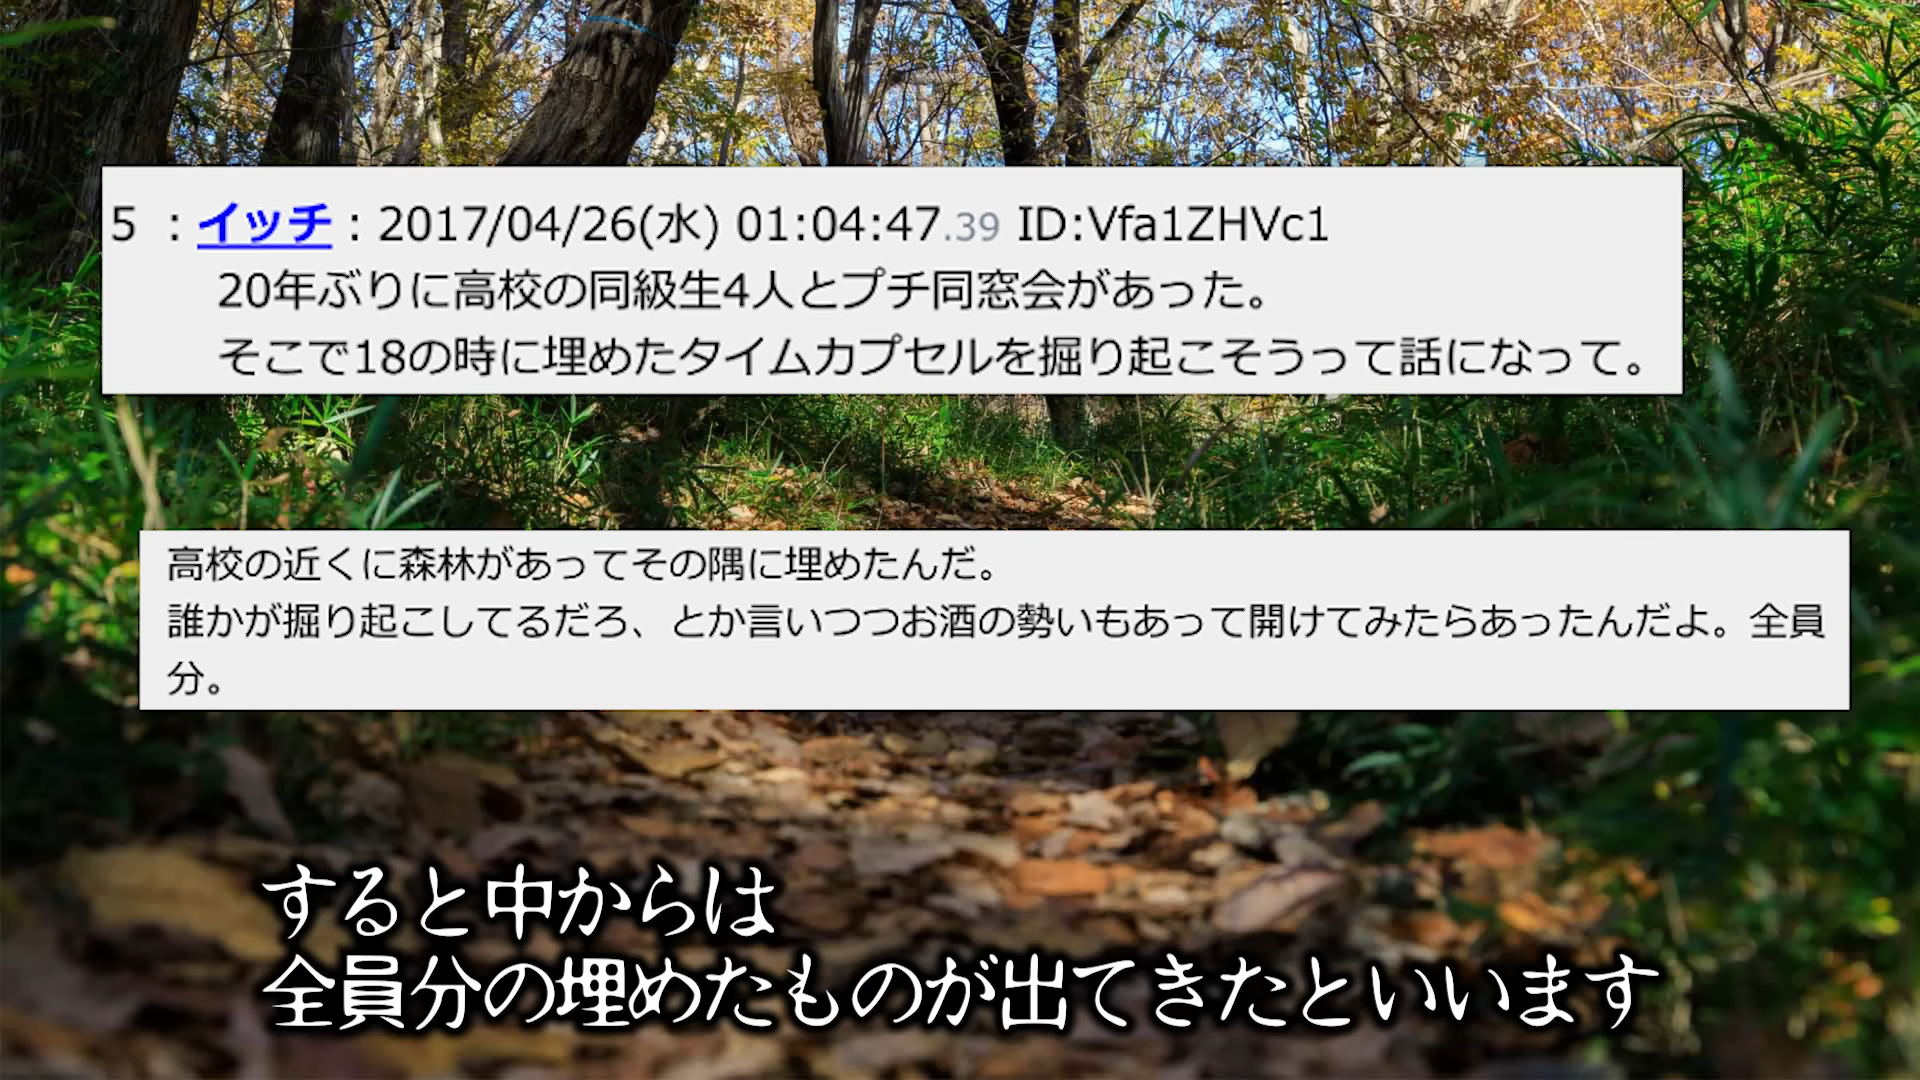 5 ：イッチ：2017/04/26(水) 01:04:47.39 ID:Vfa1ZHVc1
20年ぶりに高校の同級生4人とプチ同窓会があった。
そこで18の時に埋めたタイムカプセルを掘り起こそうって話になって。
高校の近くに森林があってその隅に埋めたんだ。
誰かが掘り起こしてるだろ、とか言いつつお酒の勢いもあって開けてみたらあったんだよ。全員
分。
すると中からは
全員分の埋めたものが出てきたといいます